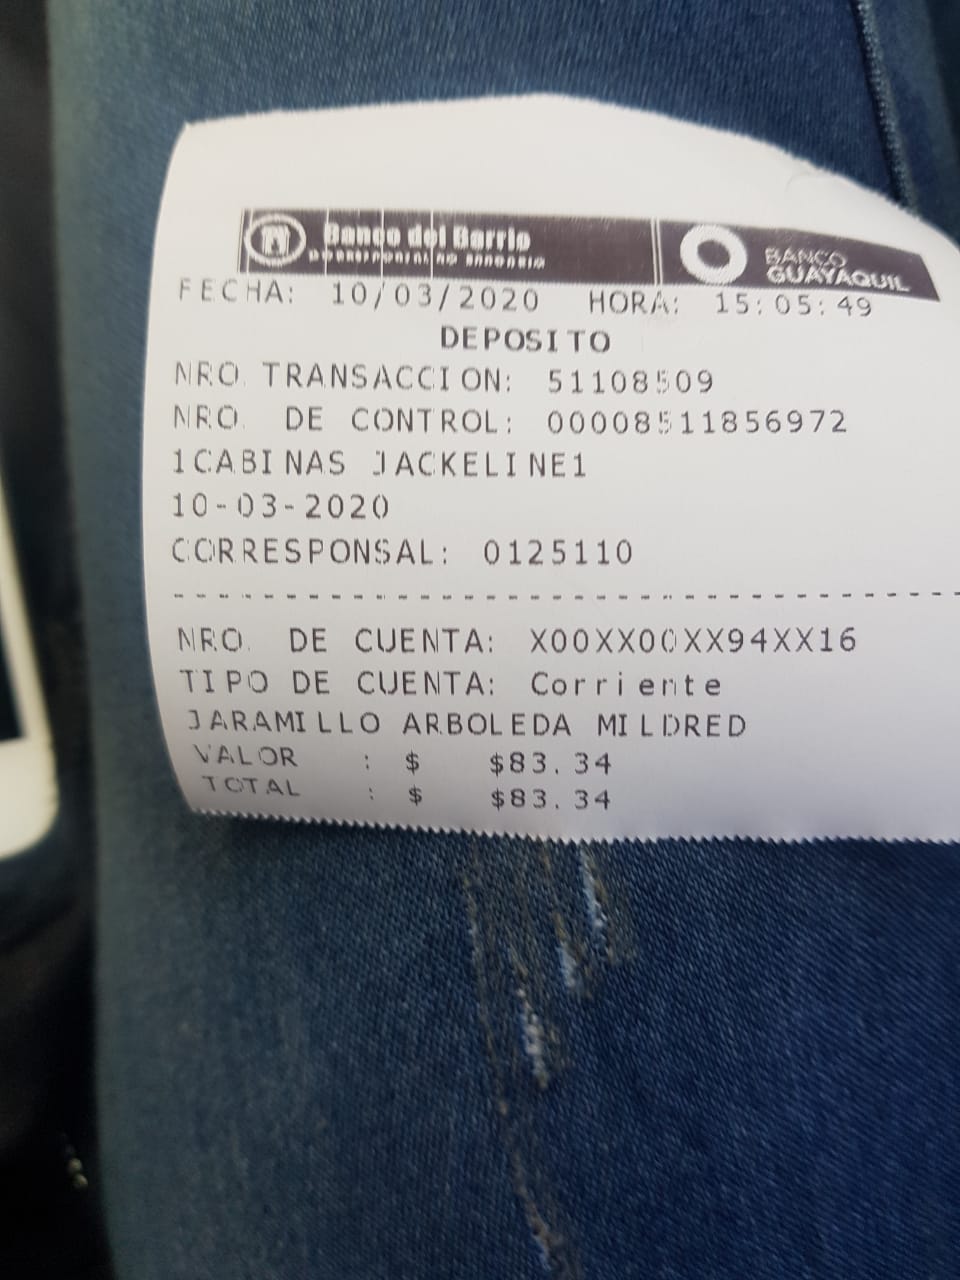 Banco del Barrio
BANCO GUAYAQUIL
FECHA: 10/03/2020 HORA: 15:05:49
DEPOSITO
NRO. TRANSACCION: 51108509
NRO. DE CONTROL: 00008511856972
1CABINAS JACKELINE1
10-03-2020
CORRESPONSAL: 0125110
NRO. DE CUENTA: X00XX00XX94XX16
TIPO DE CUENTA: Corriente
JARAMILLO ARBOLEDA MILDRED
VALOR : $ $83.34
TOTAL : $ $83.34